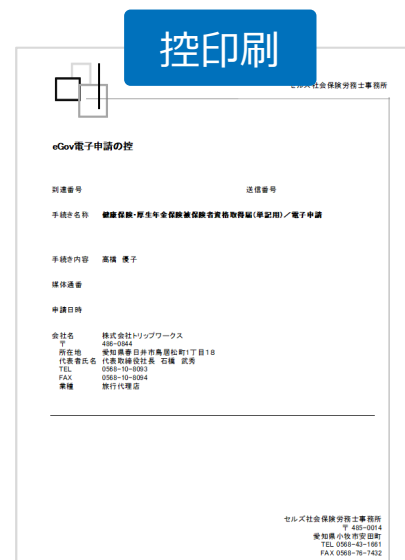 控印刷
セルズ社会保険労務士事務所
eGov電子申請の控
到達番号 送信番号
手続き名称 健康保険・厚生年金保険被保険者資格取得届(単記用)／電子申請
手続き内容 高橋 優子
媒体通番
申請日時
会社名 株式会社トリップワークス
〒 486-0844
所在地 愛知県春日井市鳥居松町1丁目18
代表者氏名 代表取締役社長 石橋 武秀
TEL 0568-10-8093
FAX 0568-10-8094
業種 旅行代理店
セルズ社会保険労務士事務所
〒 485-0014
愛知県小牧市安田町
TEL 0568-43-1661
FAX 0568-76-7432